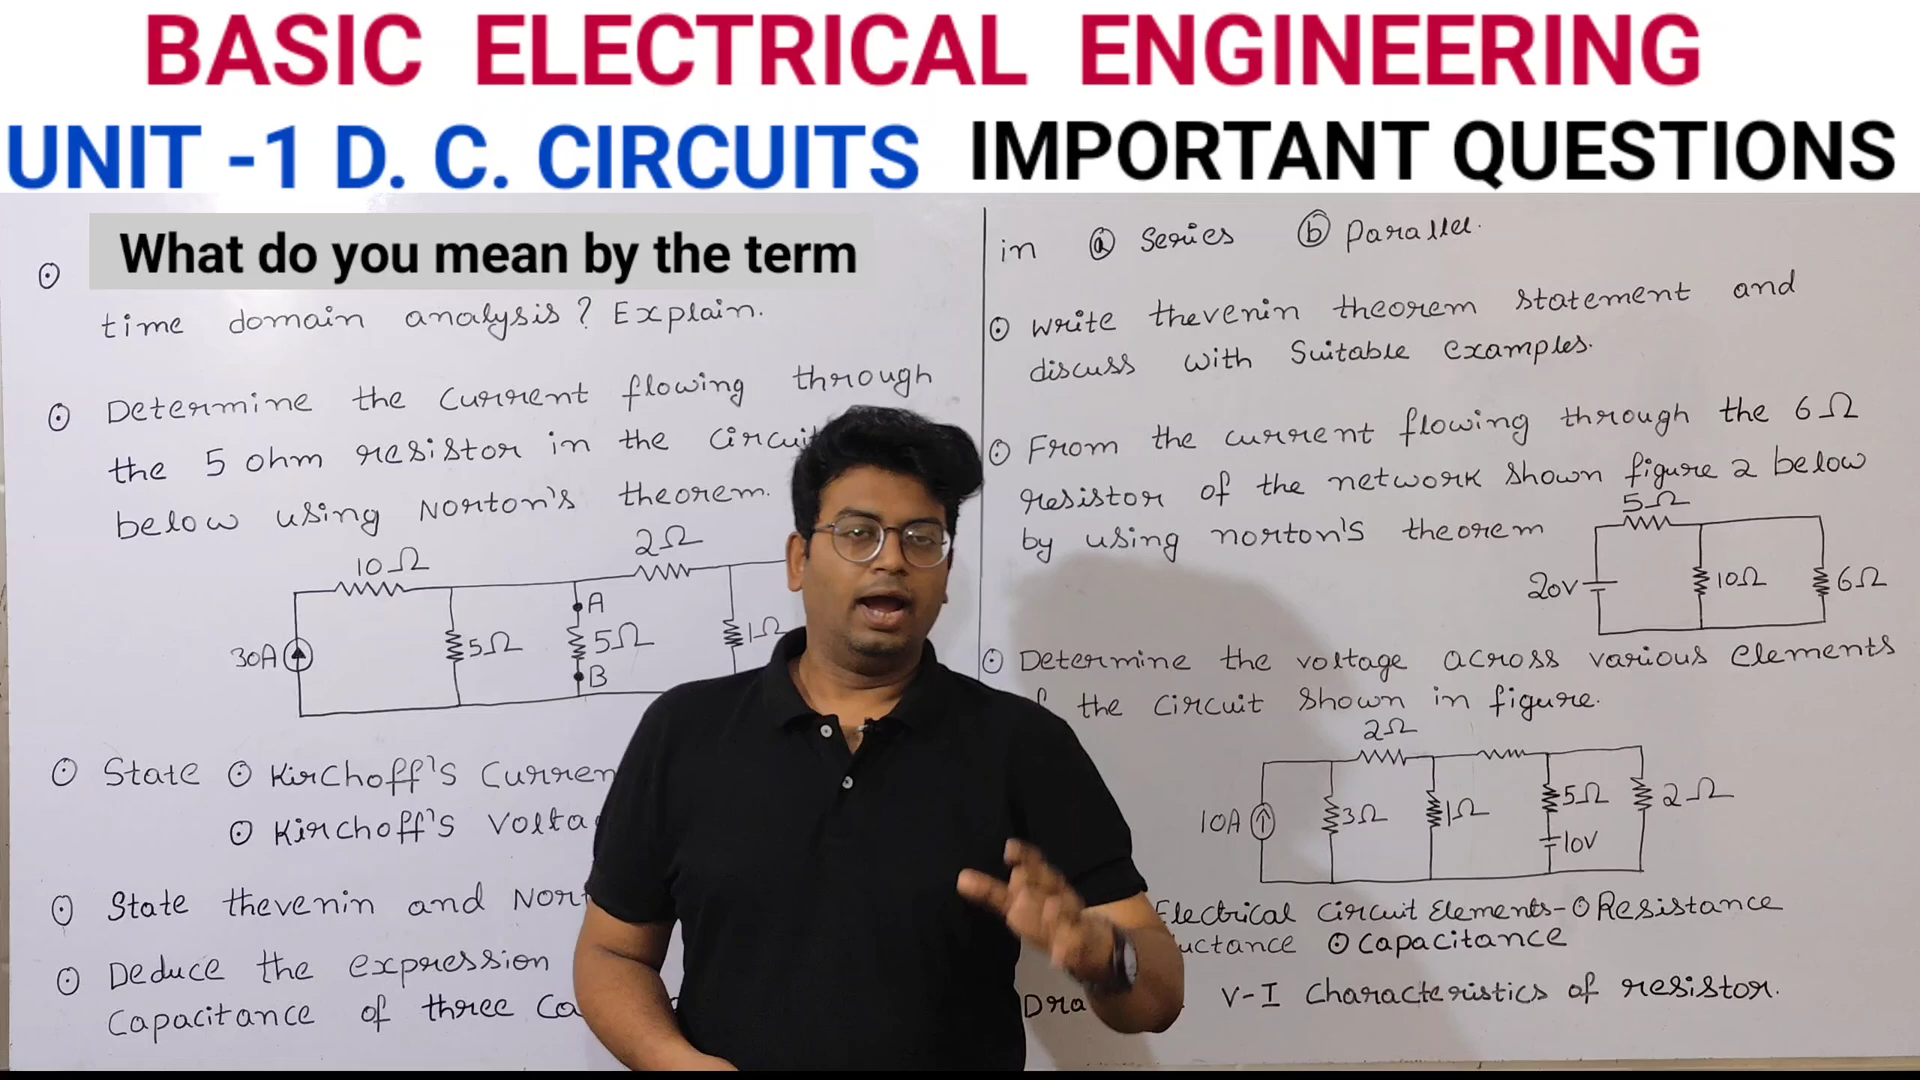 BASIC ELECTRICAL ENGINEERING
UNIT -1 D. C. CIRCUITS IMPORTANT QUESTIONS
What do you mean by the term
time domain analysis? Explain.
Determine the current flowing through
the 5 ohm resistor in the
below using Norton's theorem.
10Ω
2Ω
30A
5Ω
A
5Ω
B
1Ω
State ⊙ Kirchoff's
⊙ Kirchoff's
State thevenin and
Deduce the expression
Capacitance of three
in ⓐ Series ⓑ parallel.
⊙ write thevenin theorem statement and
discuss with Suitable examples.
⊙ From the current flowing through the 6Ω
resistor of the network shown figure 2 below
by using norton's theorem
5Ω
20V
10Ω
6Ω
⊙ Determine the voltage across various elements
the circuit shown in figure.
2Ω
10A
3Ω
1Ω
5Ω
2Ω
10V
Electrical Circuit Elements- ⊙ Resistance
⊙ Capacitance
V-I Characteristics of resistor.